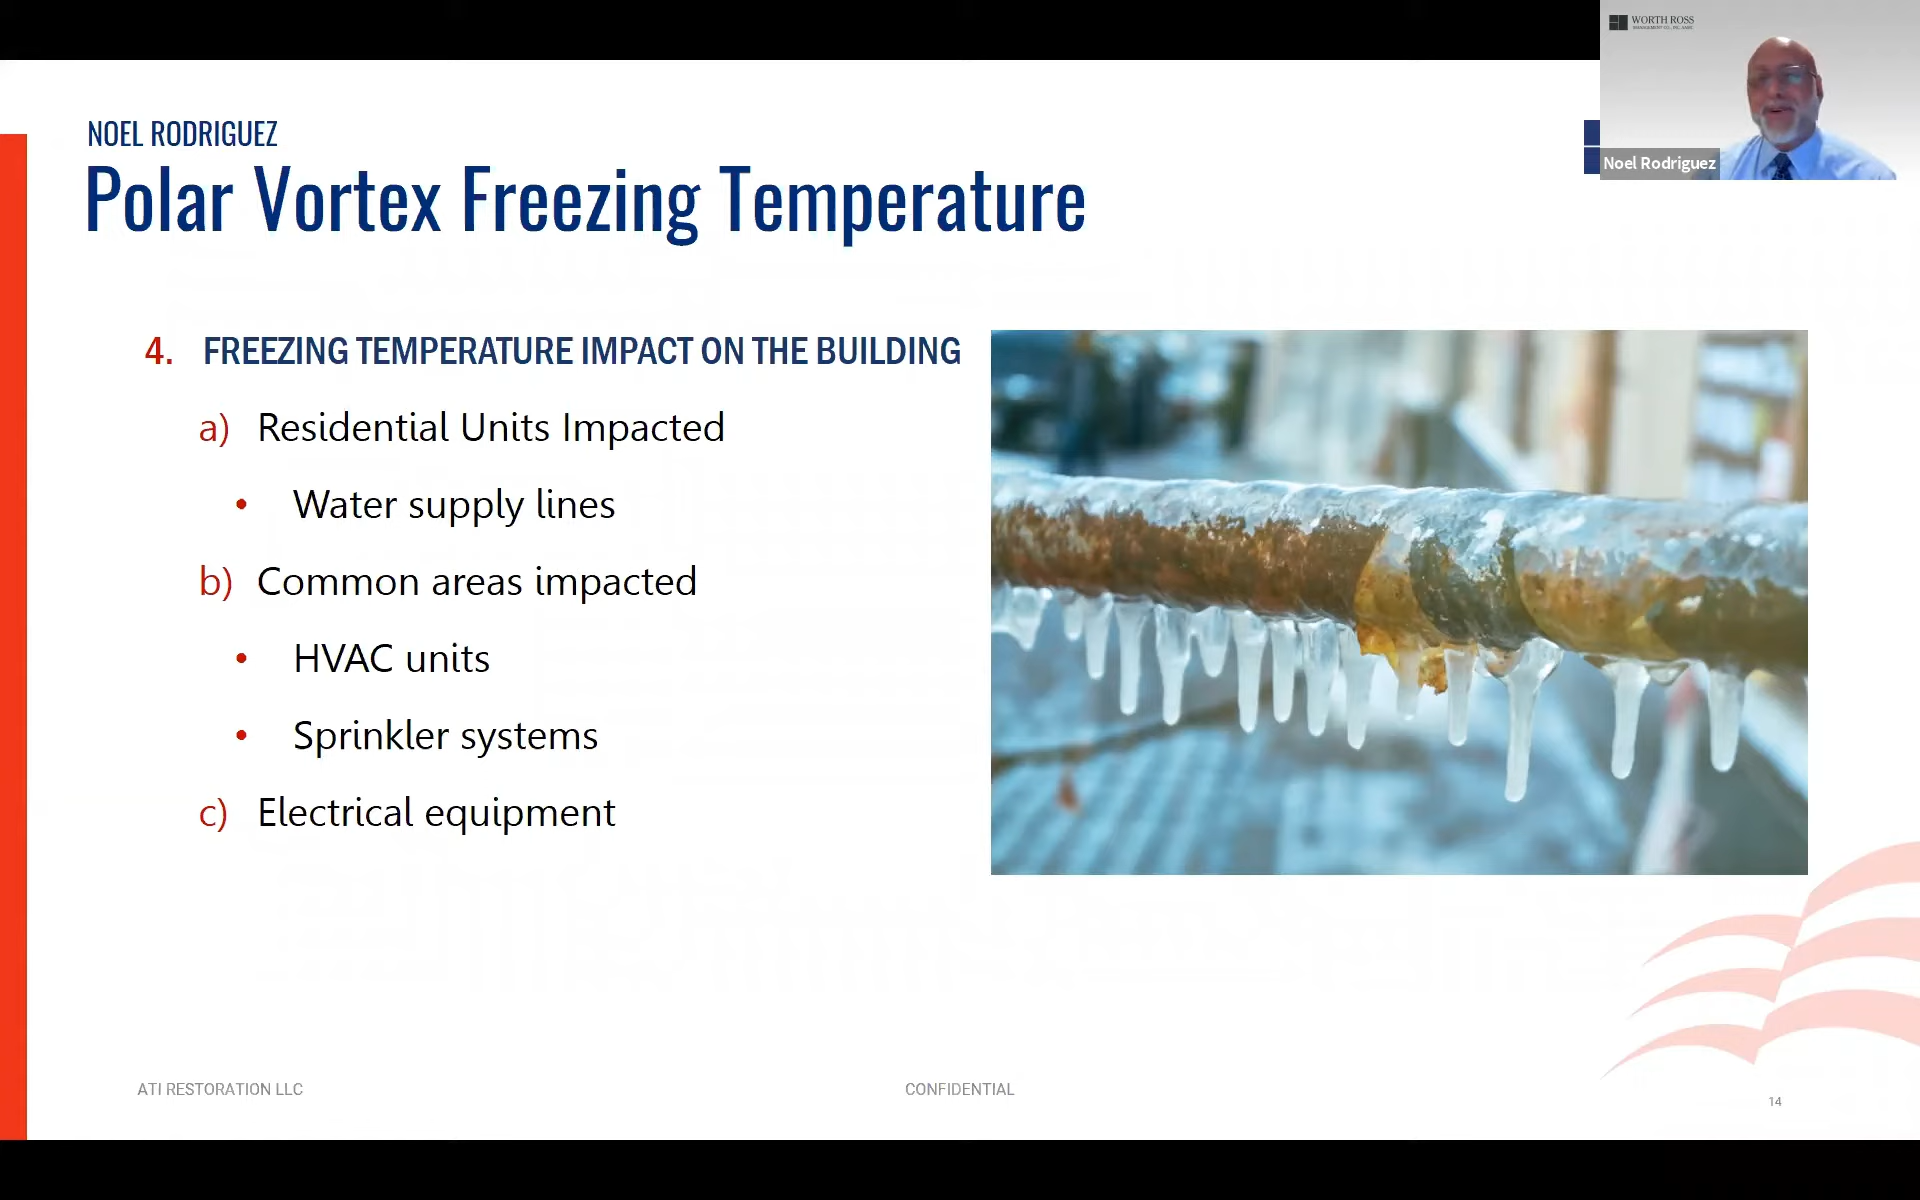 WORTH ROSS
NOEL RODRIGUEZ
Polar Vortex Freezing Temperature
Noel Rodriguez
4. FREEZING TEMPERATURE IMPACT ON THE BUILDING
a) Residential Units Impacted
• Water supply lines
b) Common areas impacted
• HVAC units
• Sprinkler systems
c) Electrical equipment
ATI RESTORATION LLC
CONFIDENTIAL
14